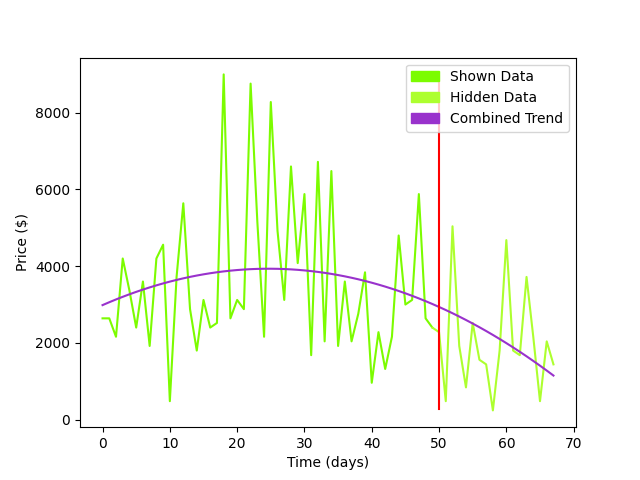 Shown Data
Hidden Data
Combined Trend
Price ($)
8000
6000
4000
2000
0
0 10 20 30 40 50 60 70
Time (days)